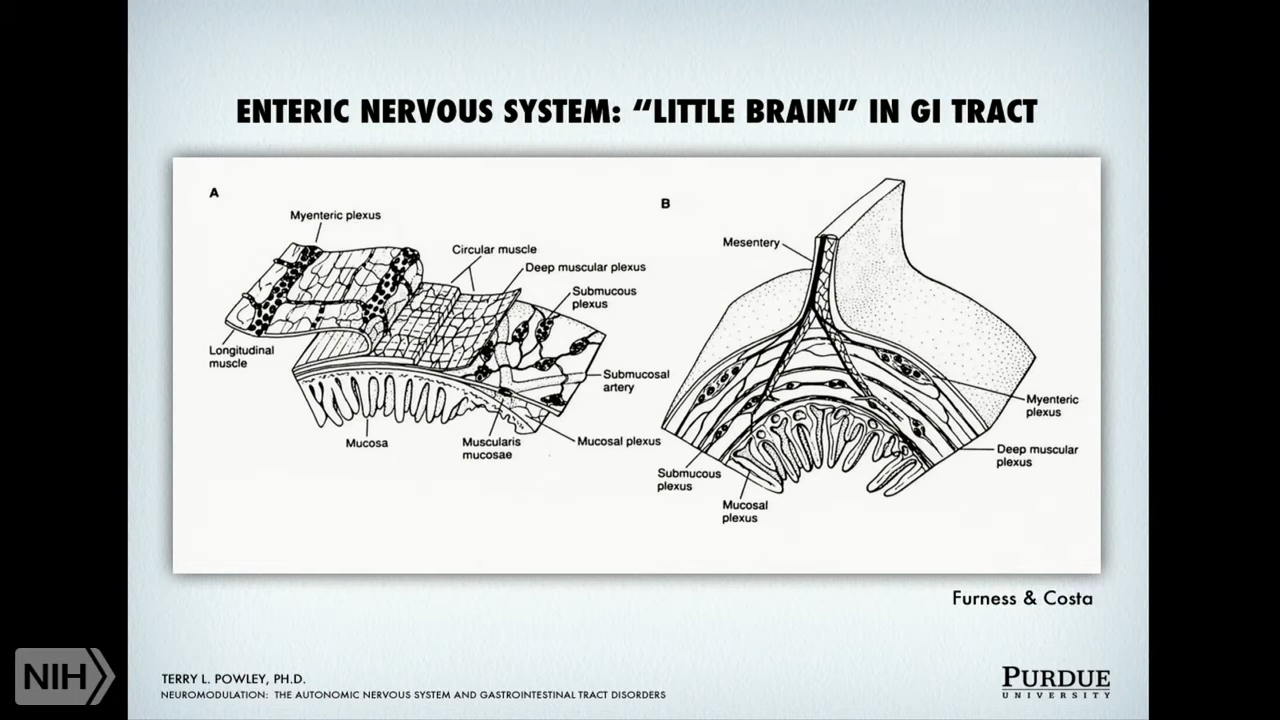 ENTERIC NERVOUS SYSTEM: “LITTLE BRAIN” IN GI TRACT
A
Myenteric plexus
Circular muscle
Deep muscular plexus
Submucous
plexus
Longitudinal
muscle
Submucosal
artery
Mucosa
Muscularis
mucosae
Mucosal plexus
B
Mesentery
Myenteric
plexus
Deep muscular
plexus
Submucous
plexus
Mucosal
plexus
Furness & Costa
NIH
TERRY L. POWLEY, PH.D.
NEUROMODULATION: THE AUTONOMIC NERVOUS SYSTEM AND GASTROINTESTINAL TRACT DISORDERS
PURDUE
UNIVERSITY